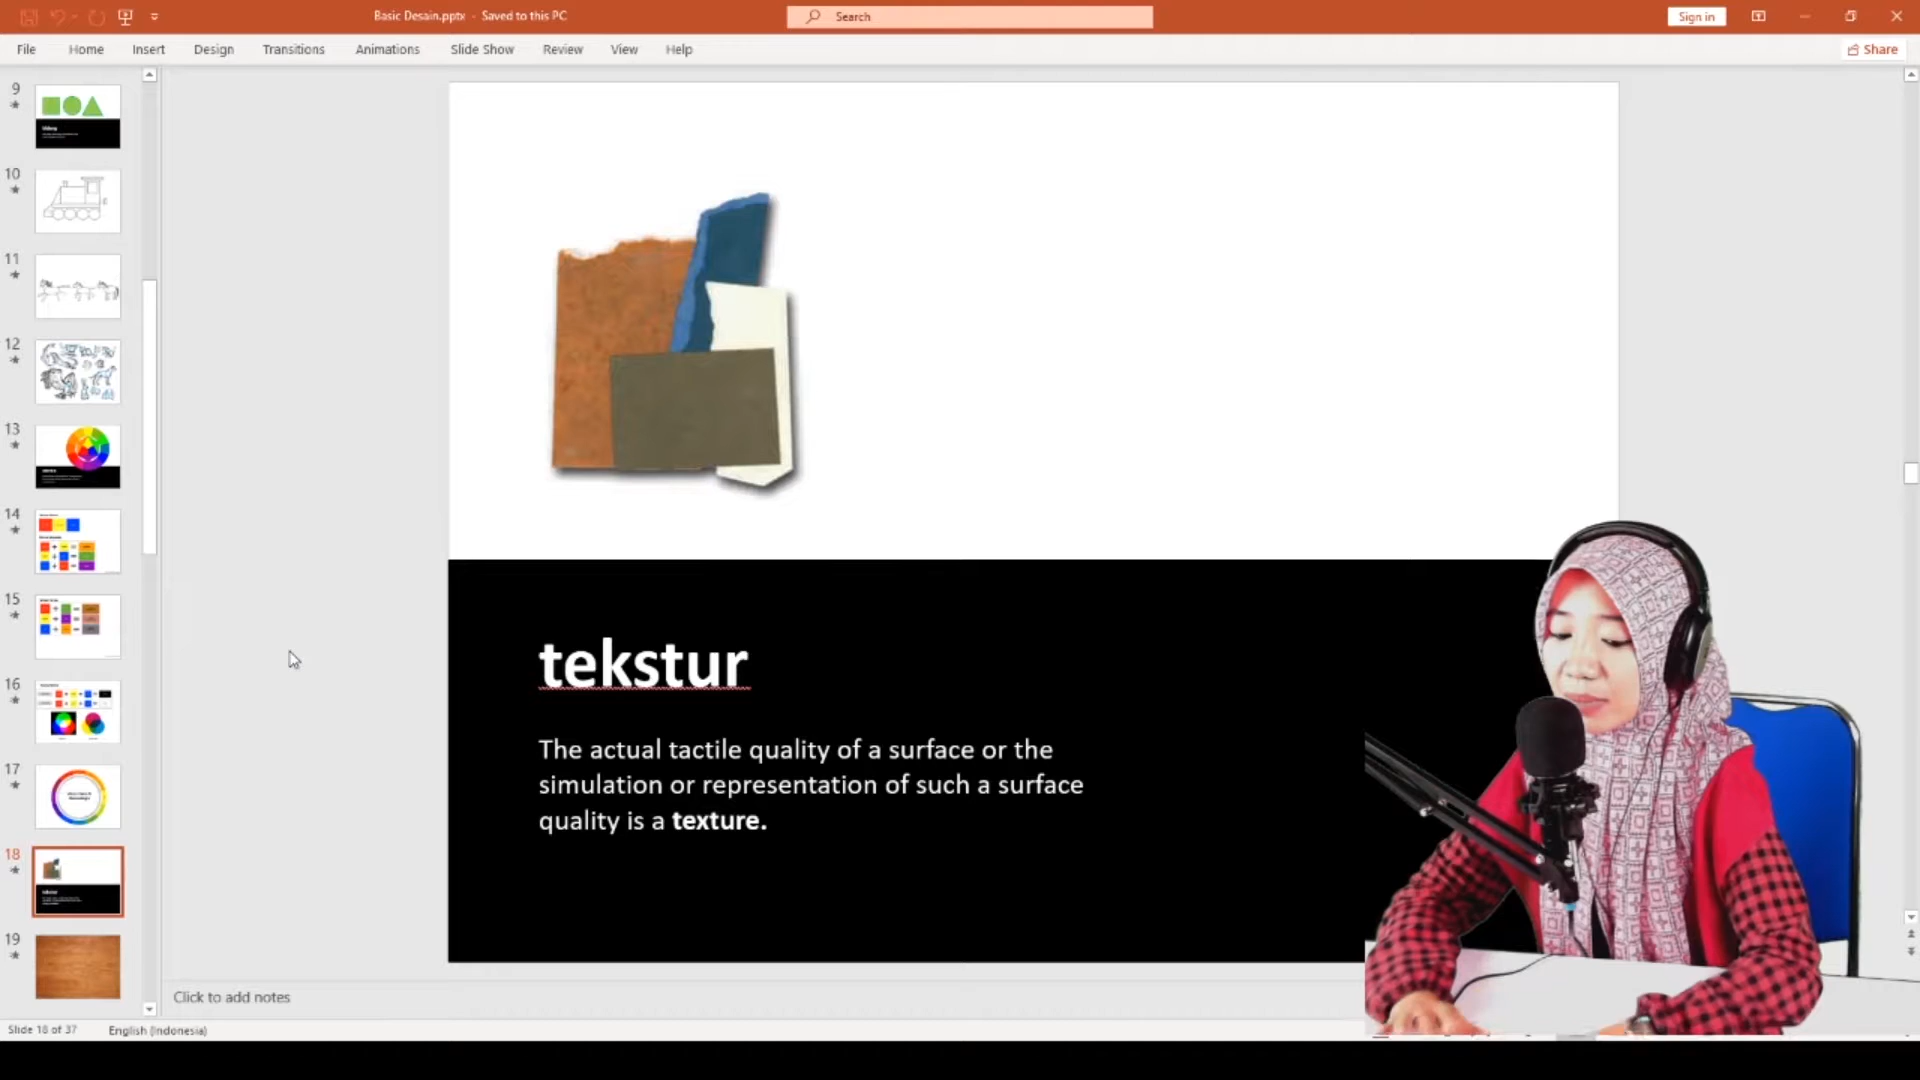 Basic Desain.pptx - Saved to this PC
Search
Sign in
File Home Insert Design Transitions Animations Slide Show Review View Help
Share
9
10
11
12
13
14
15
16
17
18
19
tekstur
The actual tactile quality of a surface or the
simulation or representation of such a surface
quality is a texture.
Click to add notes
Slide 18 of 37 English (Indonesia)